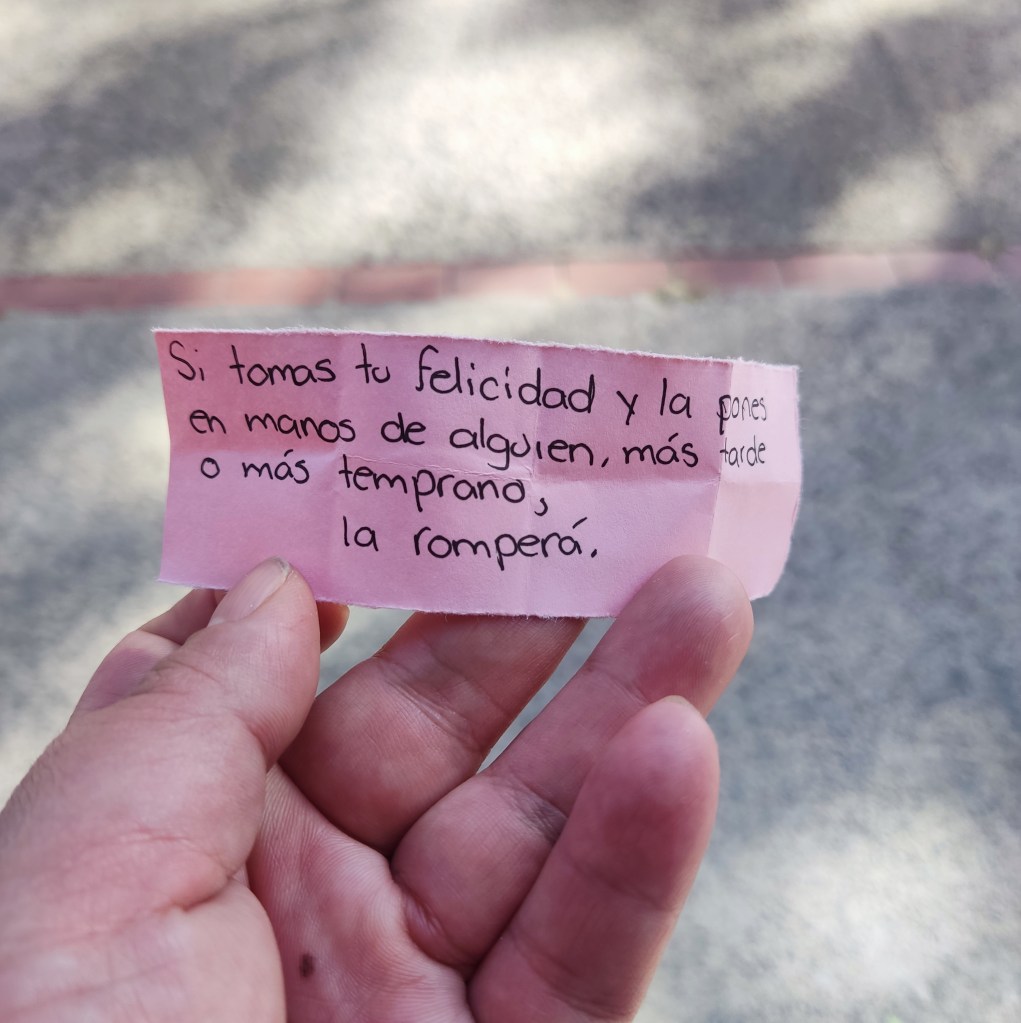 Si tomas tu felicidad y la pones
en manos de alguien, más tarde
o más temprano,
la romperá.